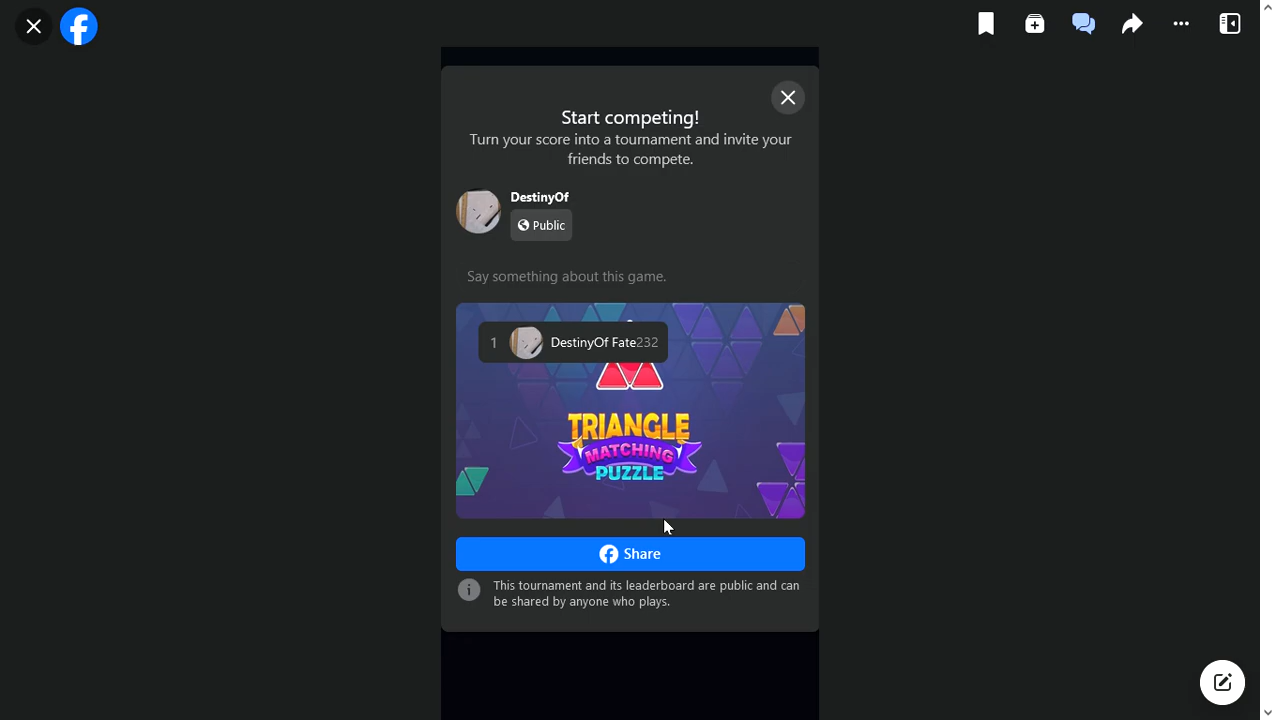 Start competing!
Turn your score into a tournament and invite your
friends to compete.
DestinyOf
Public
Say something about this game.
1 DestinyOf Fate232
TRIANGLE
MATCHING
PUZZLE
Share
This tournament and its leaderboard are public and can
be shared by anyone who plays.